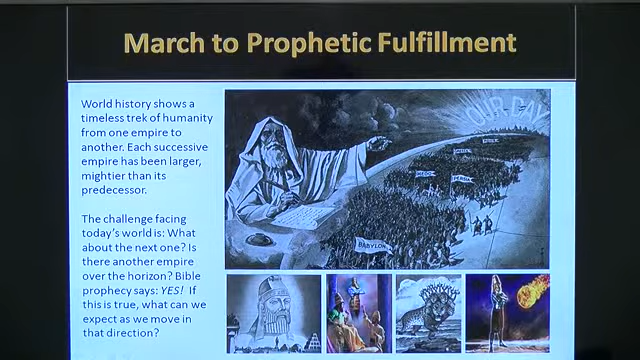 March to Prophetic Fulfillment
World history shows a
timeless trek of humanity
from one empire to
another. Each successive
empire has been larger,
mightier than its
predecessor.
The challenge facing
today's world is: What
about the next one? Is
there another empire
over the horizon? Bible
prophecy says: YES! If
this is true, what can we
expect as we move in
that direction?
OUR DAY
MEDO
PERSIA
BABYLON